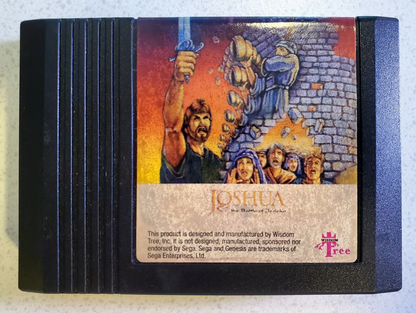 JOSHUA
the Battle of Jericho
This product is designed and manufactured by Wisdom
Tree, Inc. It is not designed, manufactured, sponsored nor
endorsed by Sega. Sega and Genesis are trademarks of
Sega Enterprises, Ltd.
WISDOM
Tree